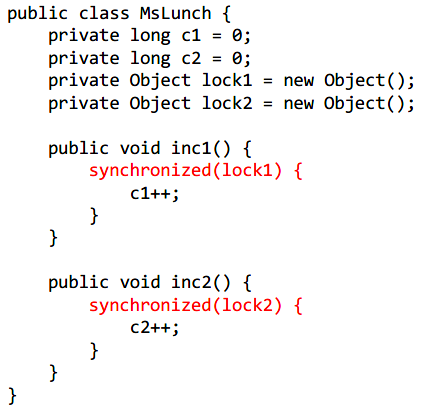 public class MsLunch {
    private long c1 = 0;
    private long c2 = 0;
    private Object lock1 = new Object();
    private Object lock2 = new Object();

    public void inc1() {
        synchronized(lock1) {
            c1++;
        }
    }

    public void inc2() {
        synchronized(lock2) {
            c2++;
        }
    }
}